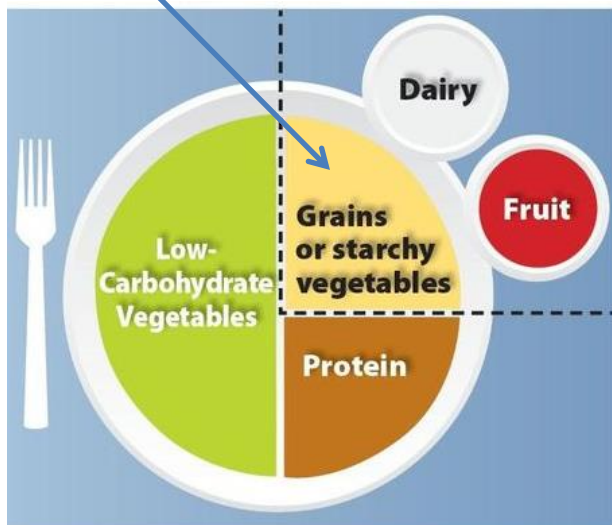 Dairy
Fruit
Grains
or starchy
vegetables
Low-
Carbohydrate
Vegetables
Protein